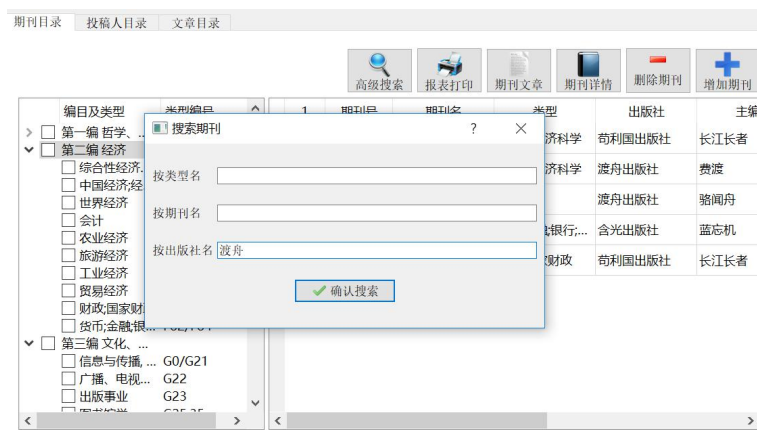 期刊目录 投稿人目录 文章目录
高级搜索 报表打印 期刊文章 期刊详情 删除期刊 增加期刊
编目及类型 类型编号 1 期刊号 期刊名 类型 出版社 主编
第一编 哲学、...
第二编 经济
综合性经济...
中国经济;经
世界经济
会计
农业经济
旅游经济
工业经济
贸易经济
财政;国家财
货币;金融;银...
第三编 文化、...
信息与传播, ... G0/G21
广播、电视... G22
出版事业 G23
搜索期刊 ? ×
按类型名
按期刊名
按出版社名 渡舟
确认搜索
济科学 苟利国出版社 长江长者
济科学 渡舟出版社 费渡
渡舟出版社 骆闻舟
银行;... 含光出版社 蓝忘机
财政 苟利国出版社 长江长者